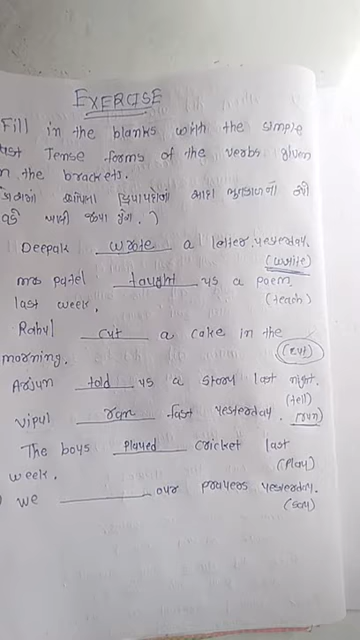 EXERCISE
Fill in the blanks with the simple
ast Tense forms of the verbs given
n the brackets.
Deepak wrote a letter yesterday.
(write)
mrs patel taught us a poem
last week. (teach)
Rahul cut a cake in the
morning. (cut)
Arjun told us a story last night.
(tell)
vipul ran fast yesterday. (run)
The boys played cricket last
week. (play)
we ______ our prayers yesterday.
(say)